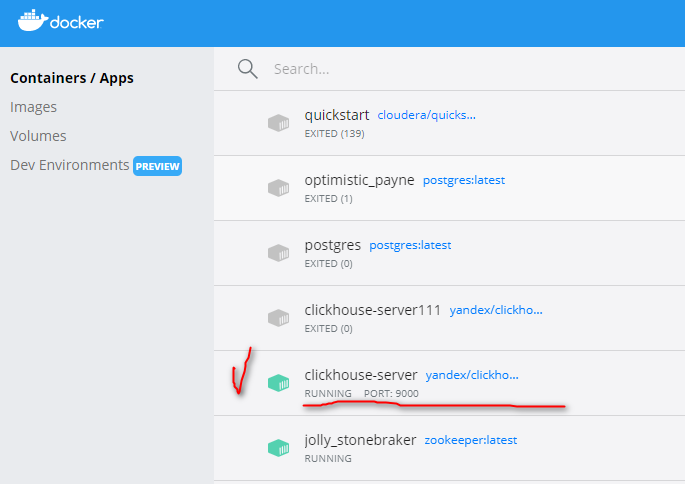 docker
Search...
Containers / Apps
Images
Volumes
Dev Environments PREVIEW
quickstart cloudera/quicks...
EXITED (139)
optimistic_payne postgres:latest
EXITED (1)
postgres postgres:latest
EXITED (0)
clickhouse-server111 yandex/clickho...
EXITED (0)
clickhouse-server yandex/clickho...
RUNNING PORT: 9000
jolly_stonebraker zookeeper:latest
RUNNING